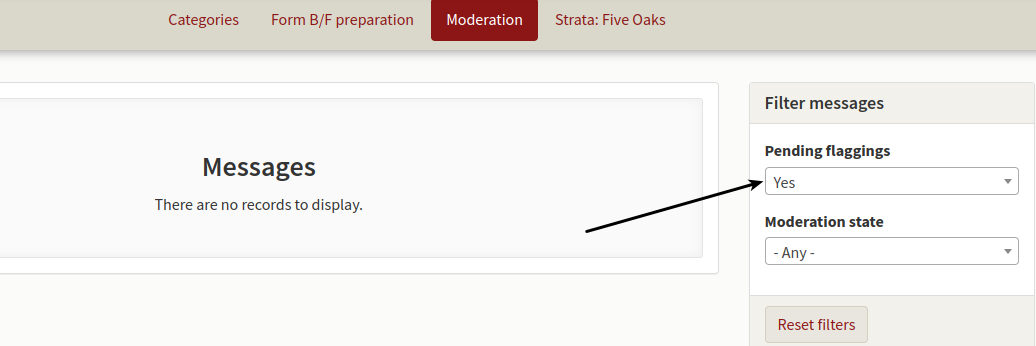 Categories Form B/F preparation Moderation Strata: Five Oaks
Messages
There are no records to display.
Filter messages
Pending flaggings
Yes
Moderation state
- Any -
Reset filters